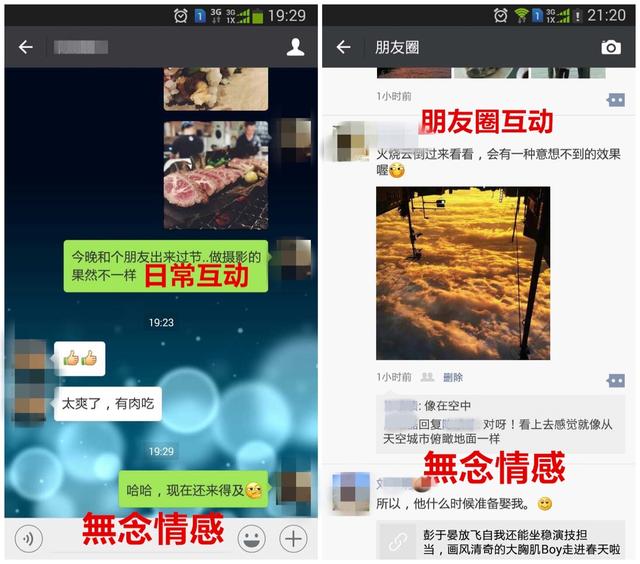 3G
3G
1X
19:29
今晚和个朋友出来过节..做摄影的
果然不一样
日常互动
19:23
太爽了，有肉吃
19:29
哈哈，现在还来得及
無念情感
21:20
朋友圈
1小时前
朋友圈互动
火烧云倒过来看看，会有一种意想不到的效果
喔
1小时前
删除
: 像在空中
回复
对呀！看上去感觉就像从
天空城市俯瞰地面一样
無念情感
所以，他什么时候准备娶我。
彭于晏放飞自我还能坐稳演技担
当，画风清奇的大胸肌Boy走进春天啦